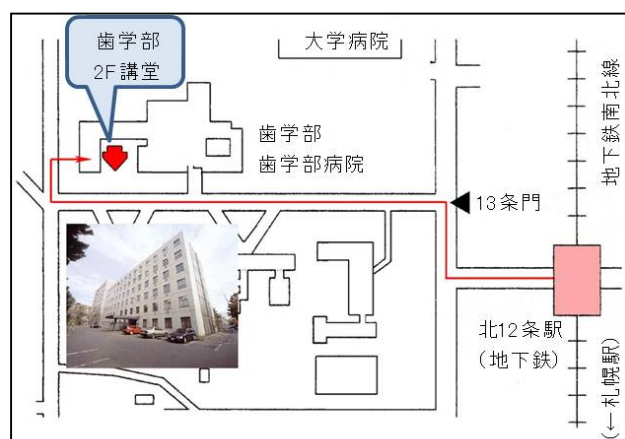 歯学部
2F講堂
大学病院
歯学部
歯学部病院
地下鉄南北線
13条門
北12条駅
(地下鉄)
(←札幌駅)